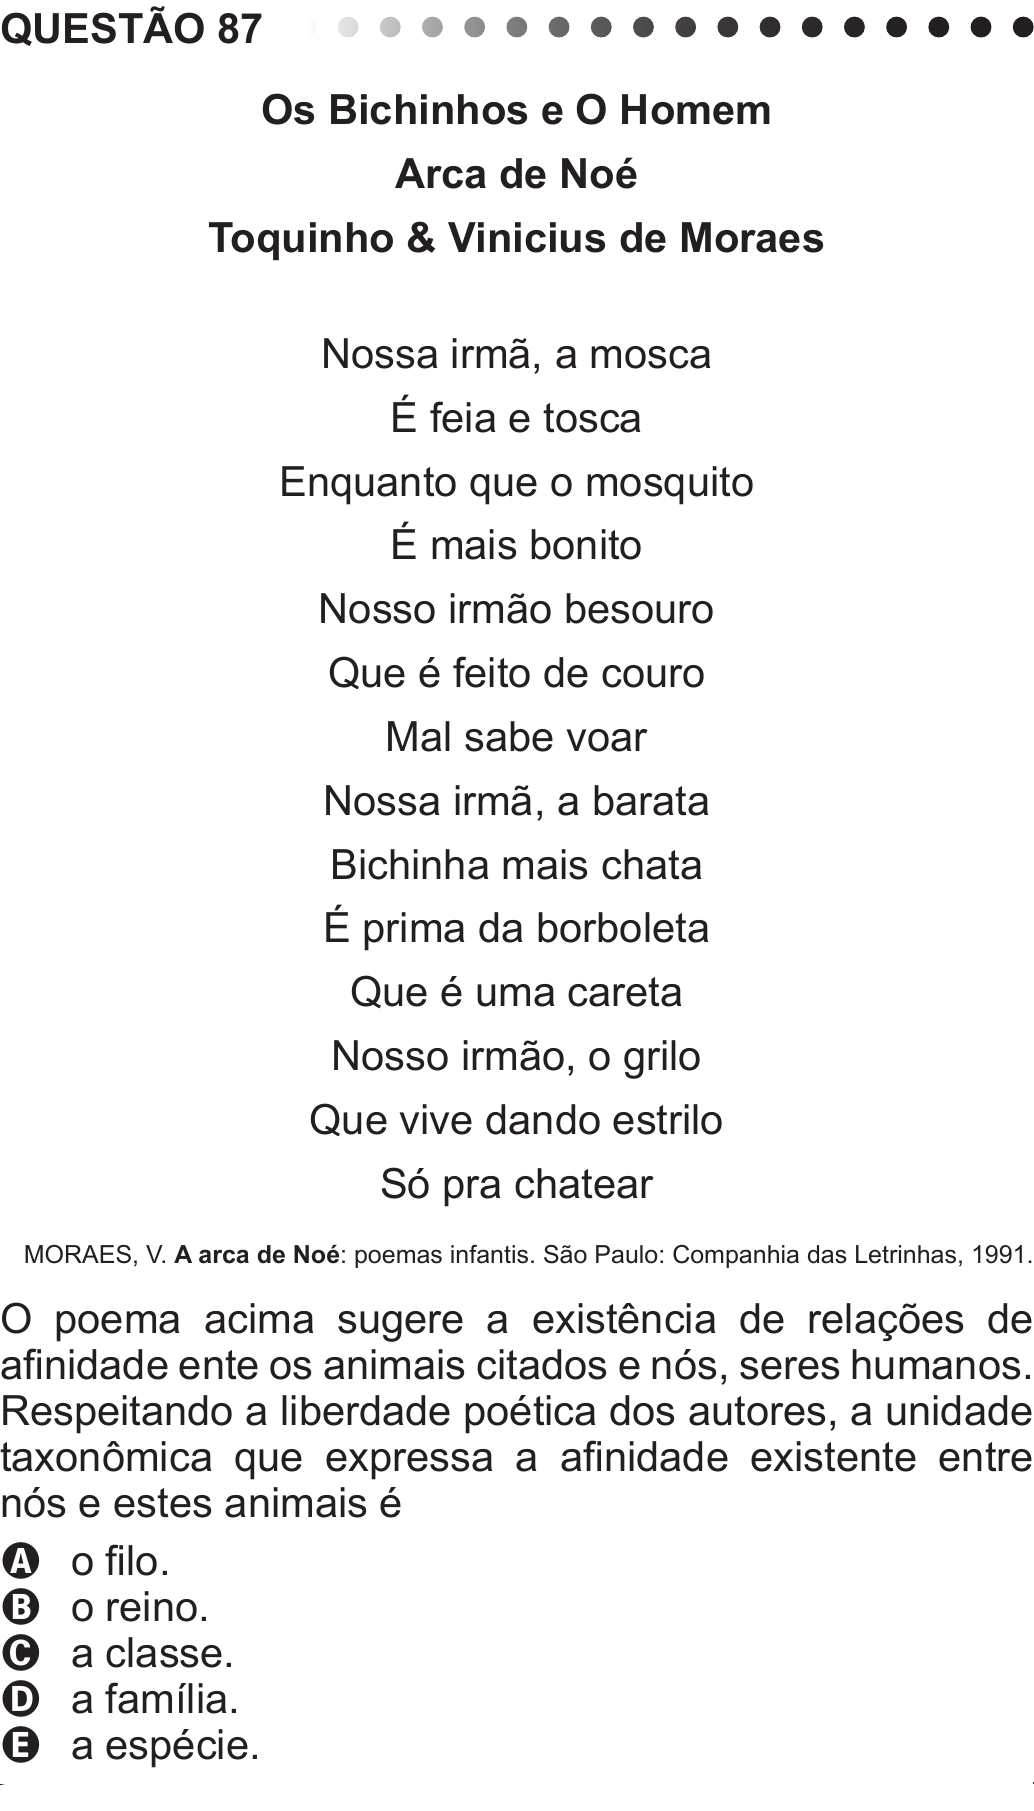 QUESTÃO 87
Os Bichinhos e O Homem
Arca de Noé
Toquinho & Vinicius de Moraes
Nossa irmã, a mosca
É feia e tosca
Enquanto que o mosquito
É mais bonito
Nosso irmão besouro
Que é feito de couro
Mal sabe voar
Nossa irmã, a barata
Bichinha mais chata
É prima da borboleta
Que é uma careta
Nosso irmão, o grilo
Que vive dando estrilo
Só pra chatear
MORAES, V. A arca de Noé: poemas infantis. São Paulo: Companhia das Letrinhas, 1991.
O poema acima sugere a existência de relações de
afinidade ente os animais citados e nós, seres humanos.
Respeitando a liberdade poética dos autores, a unidade
taxonômica que expressa a afinidade existente entre
nós e estes animais é
A o filo.
B o reino.
C a classe.
D a família.
E a espécie.